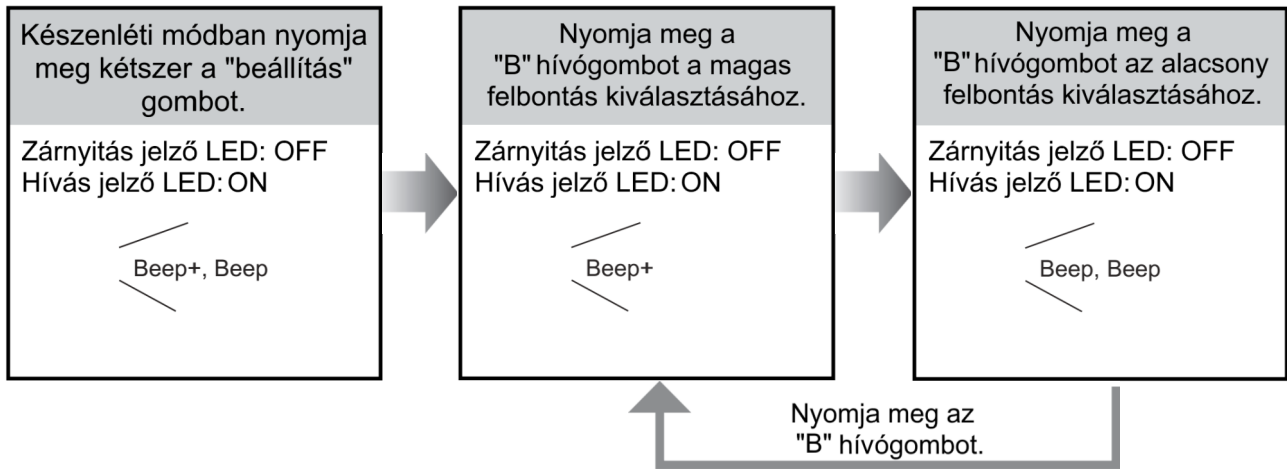 Készenléti módban nyomja
meg kétszer a "beállítás"
gombot.
Zárnyitás jelző LED: OFF
Hívás jelző LED: ON
Beep+, Beep
Nyomja meg a
"B" hívógombot a magas
felbontás kiválasztásához.
Zárnyitás jelző LED: OFF
Hívás jelző LED: ON
Beep+
Nyomja meg a
"B" hívógombot az alacsony
felbontás kiválasztásához.
Zárnyitás jelző LED: OFF
Hívás jelző LED: ON
Beep, Beep
Nyomja meg az
"B" hívógombot.